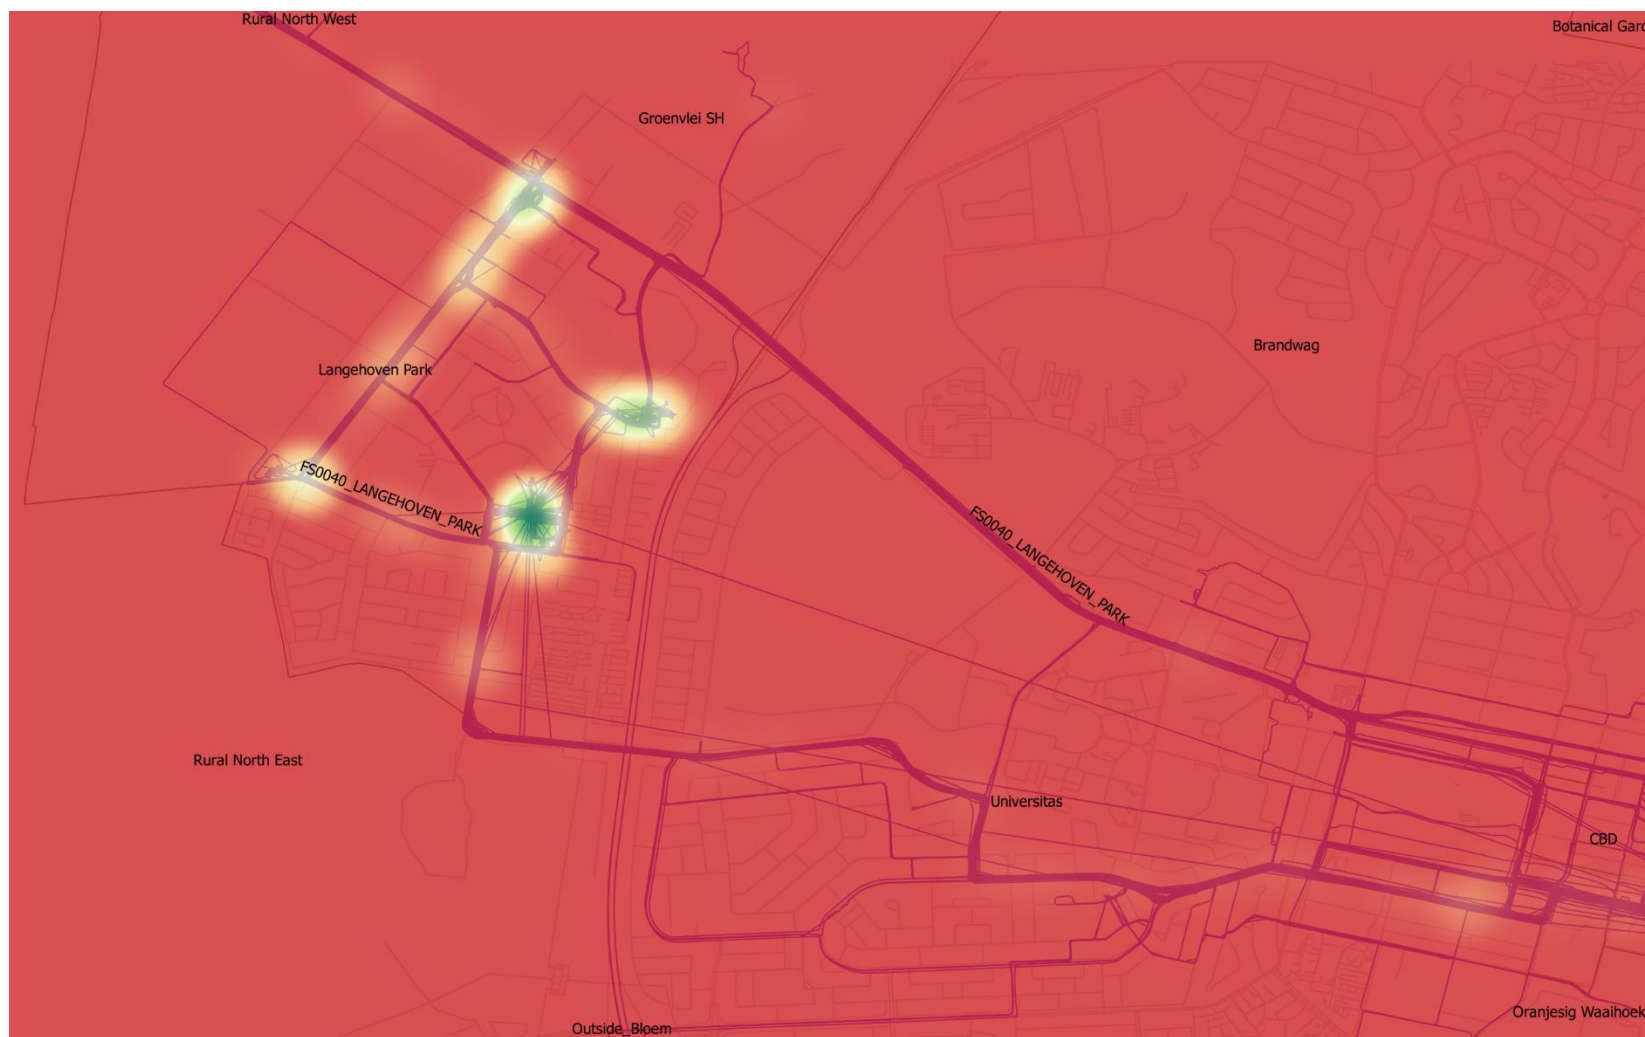 Rural North West
Botanical Gard
Groenvlei SH
Brandwag
Langehoven Park
FS0040_LANGEHOVEN_PARK
FS0040_LANGEHOVEN_PARK
Rural North East
Universitas
CBD
Oranjesig Waaihoek
Outside_Bloem